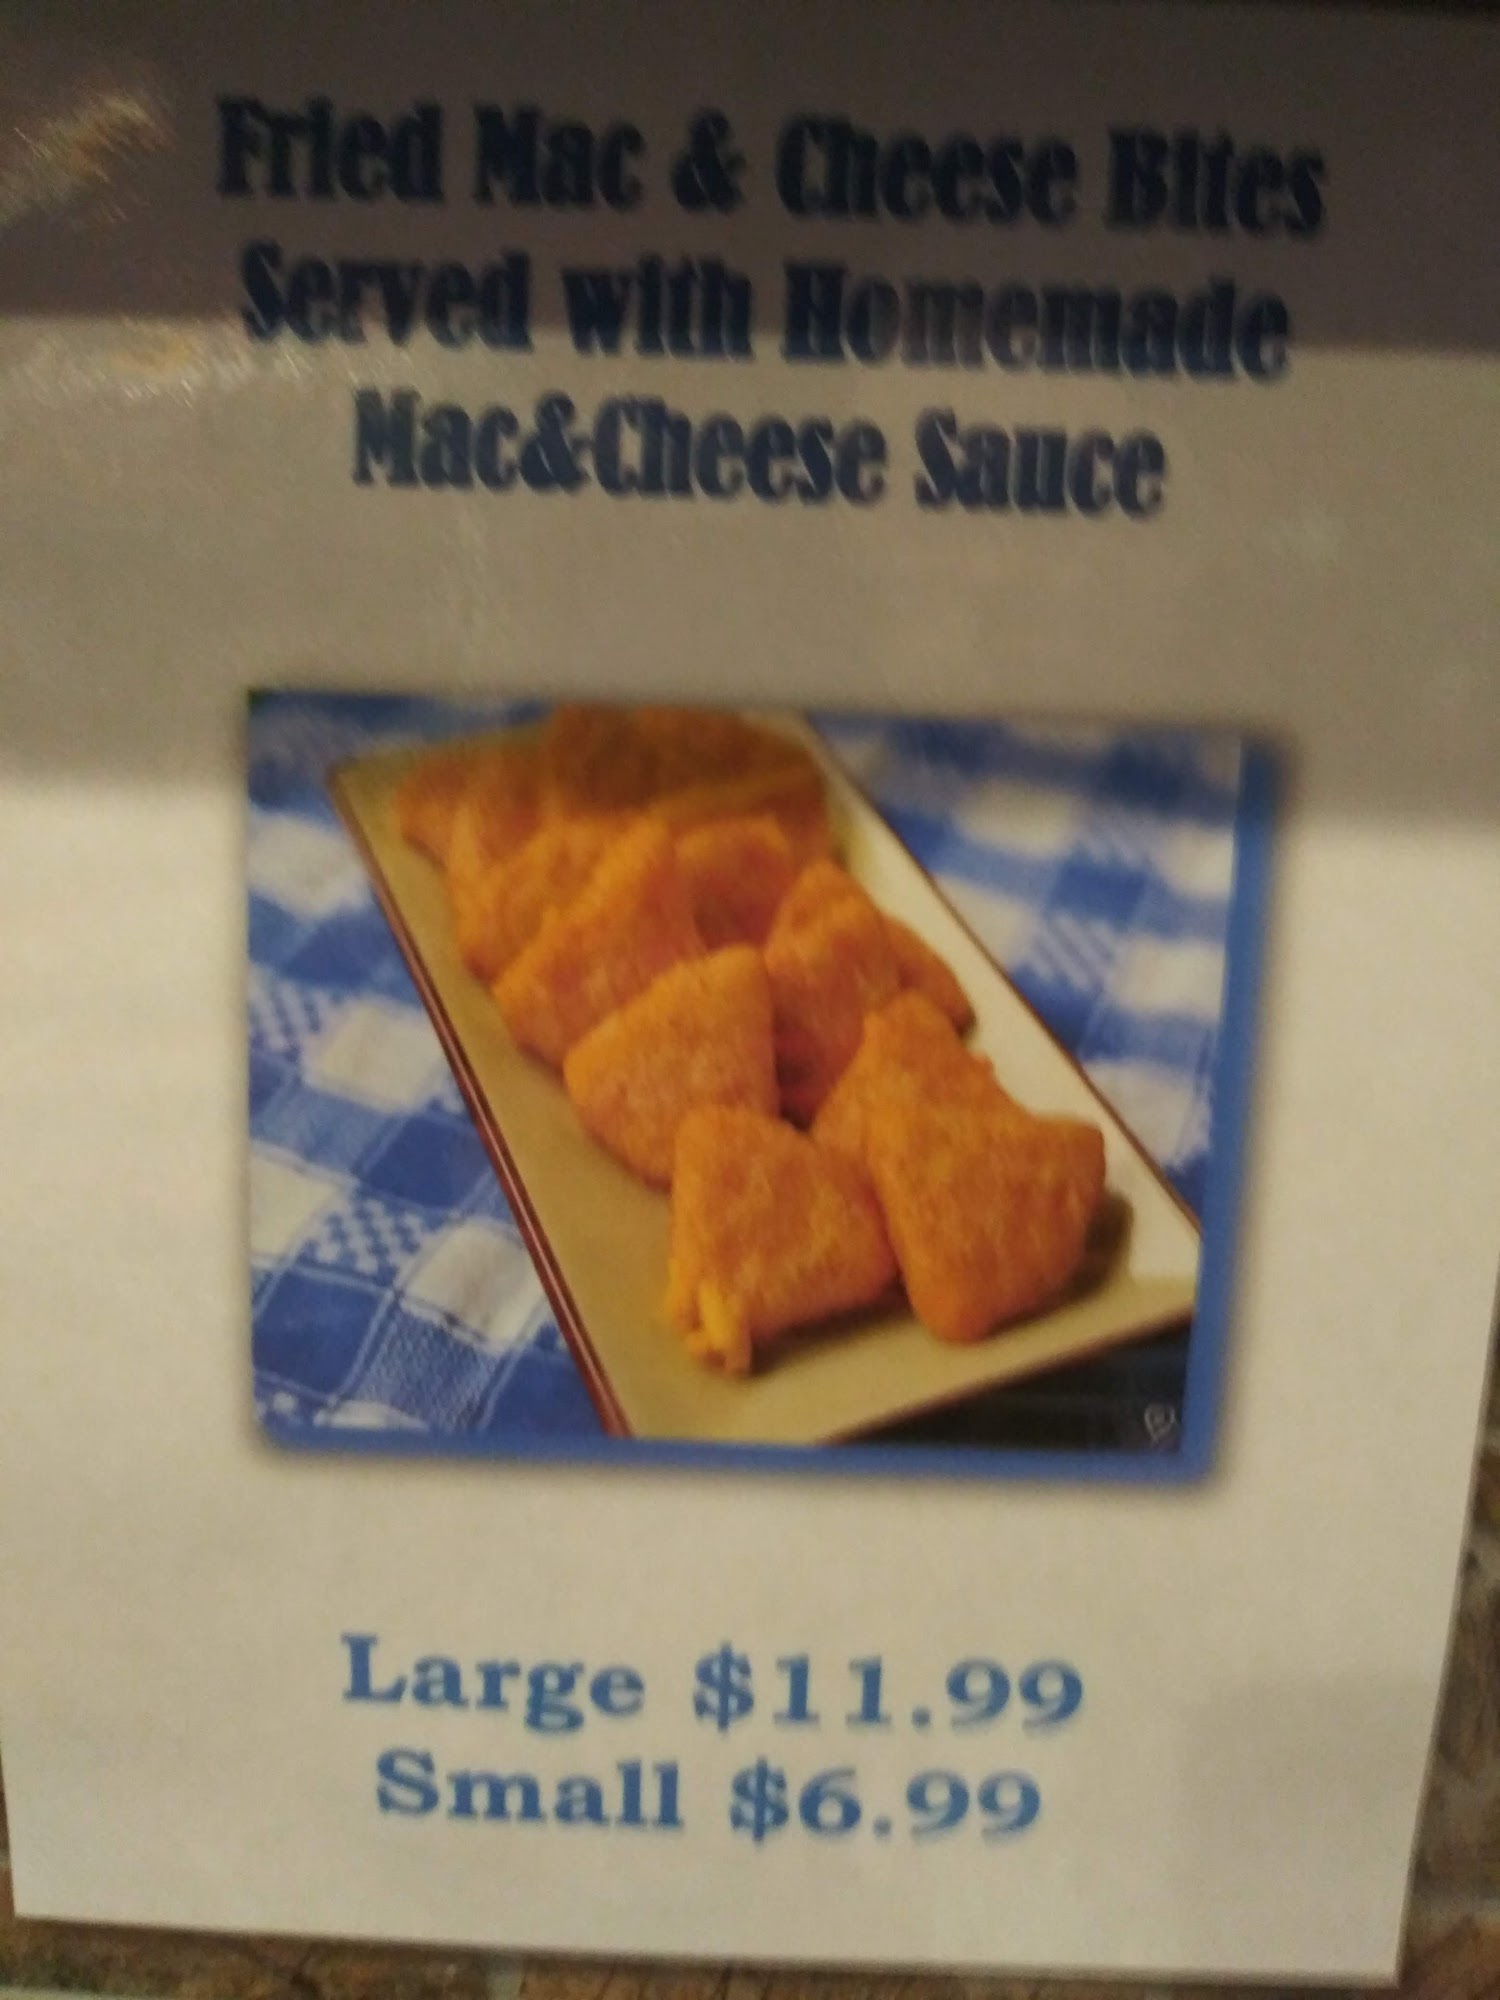 Fried Mac & Cheese Bites
Served with Homemade
Mac&Cheese Sauce
Large $11.99
Small $6.99